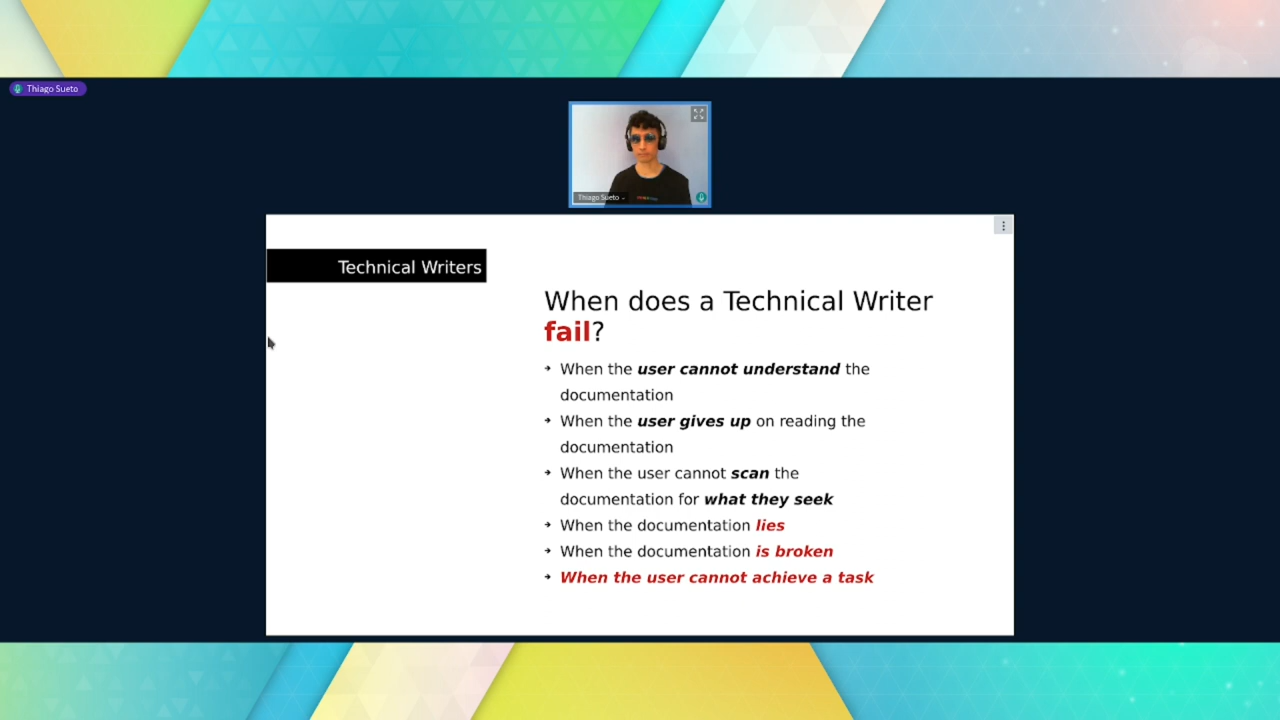 Thiago Sueto
Thiago Sueto
Technical Writers
When does a Technical Writer
fail?
When the user cannot understand the
documentation
When the user gives up on reading the
documentation
When the user cannot scan the
documentation for what they seek
When the documentation lies
When the documentation is broken
When the user cannot achieve a task